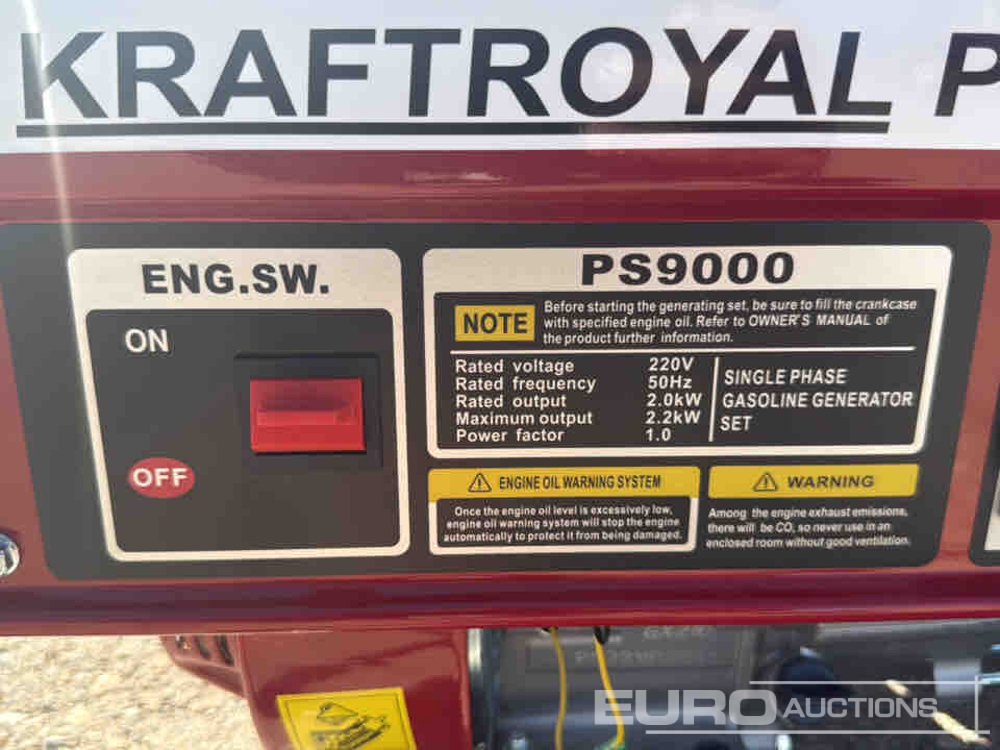 KRAFTROYAL P
ENG.SW.
ON
OFF
PS9000
NOTE
Before starting the generating set, be sure to fill the crankcase
with specified engine oil. Refer to OWNER'S MANUAL of
the product further information.
Rated voltage 220V
Rated frequency 50Hz
Rated output 2.0kW
Maximum output 2.2kW
Power factor 1.0
SINGLE PHASE
GASOLINE GENERATOR
SET
ENGINE OIL WARNING SYSTEM
Once the engine oil level is excessively low,
engine oil warning system will stop the engine
automatically to protect it from being damaged.
WARNING
Among the engine exhaust emissions,
there will be CO, so never use in an
enclosed room without good ventilation.
EURO AUCTIONS